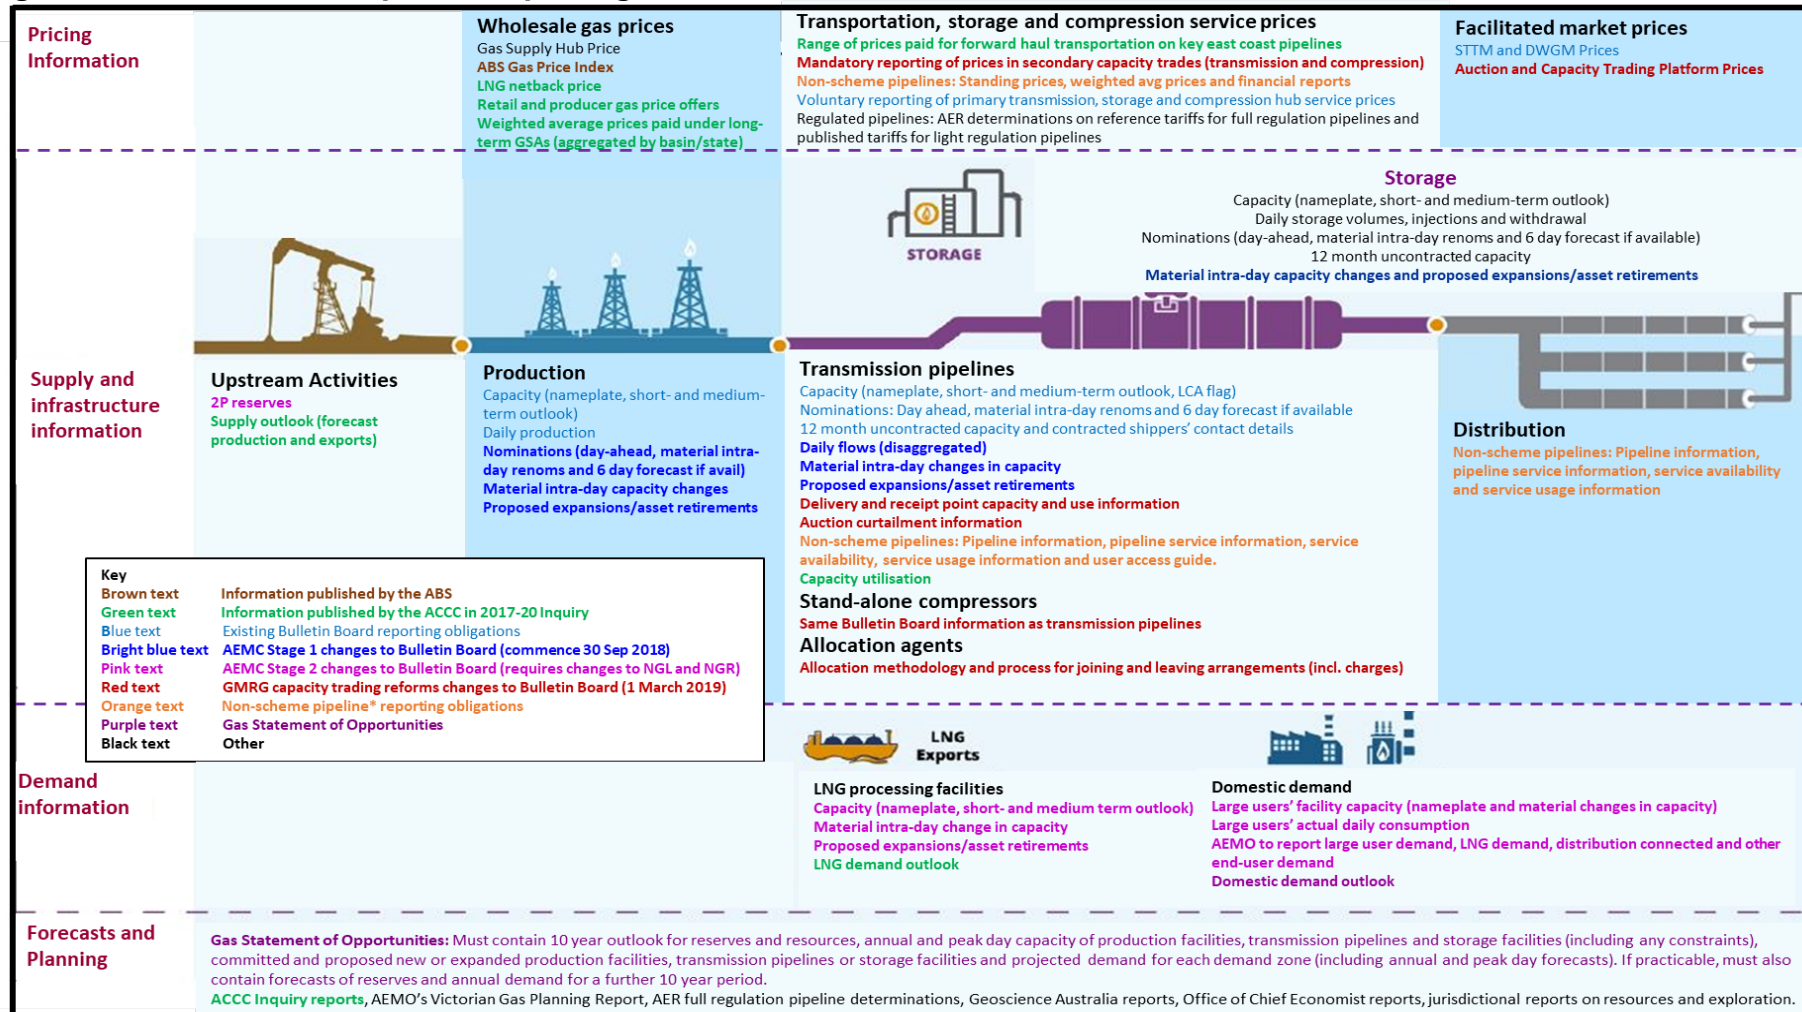 Pricing
Information
Wholesale gas prices
Gas Supply Hub Price
ABS Gas Price Index
LNG netback price
Retail and producer gas price offers
Weighted average prices paid under long-
term GSAs (aggregated by basin/state)
Transportation, storage and compression service prices
Range of prices paid for forward haul transportation on key east coast pipelines
Mandatory reporting of prices in secondary capacity trades (transmission and compression)
Non-scheme pipelines: Standing prices, weighted avg prices and financial reports
Voluntary reporting of primary transmission, storage and compression hub service prices
Regulated pipelines: AER determinations on reference tariffs for full regulation pipelines and
published tariffs for light regulation pipelines
Facilitated market prices
STTM and DWGM Prices
Auction and Capacity Trading Platform Prices
STORAGE
Storage
Capacity (nameplate, short- and medium-term outlook)
Daily storage volumes, injections and withdrawal
Nominations (day-ahead, material intra-day renoms and 6 day forecast if available)
12 month uncontracted capacity
Material intra-day capacity changes and proposed expansions/asset retirements
Supply and
infrastructure
information
Upstream Activities
2P reserves
Supply outlook (forecast
production and exports)
Production
Capacity (nameplate, short- and medium-
term outlook)
Daily production
Nominations (day-ahead, material intra-
day renoms and 6 day forecast if avail)
Material intra-day capacity changes
Proposed expansions/asset retirements
Transmission pipelines
Capacity (nameplate, short- and medium-term outlook, LCA flag)
Nominations: Day ahead, material intra-day renoms and 6 day forecast if available
12 month uncontracted capacity and contracted shippers' contact details
Daily flows (disaggregated)
Material intra-day changes in capacity
Proposed expansions/asset retirements
Delivery and receipt point capacity and use information
Auction curtailment information
Non-scheme pipelines: Pipeline information, pipeline service information, service
availability, service usage information and user access guide.
Capacity utilisation
Stand-alone compressors
Same Bulletin Board information as transmission pipelines
Allocation agents
Allocation methodology and process for joining and leaving arrangements (incl. charges)
Distribution
Non-scheme pipelines: Pipeline information,
pipeline service information, service availability
and service usage information
Key
Brown text Information published by the ABS
Green text Information published by the ACCC in 2017-20 Inquiry
Blue text Existing Bulletin Board reporting obligations
Bright blue text AEMC Stage 1 changes to Bulletin Board (commence 30 Sep 2018)
Pink text AEMC Stage 2 changes to Bulletin Board (requires changes to NGL and NGR)
Red text GMRG capacity trading reforms changes to Bulletin Board (1 March 2019)
Orange text Non-scheme pipeline* reporting obligations
Purple text Gas Statement of Opportunities
Black text Other
Demand
information
LNG
Exports
LNG processing facilities
Capacity (nameplate, short- and medium term outlook)
Material intra-day change in capacity
Proposed expansions/asset retirements
LNG demand outlook
Domestic demand
Large users' facility capacity (nameplate and material changes in capacity)
Large users' actual daily consumption
AEMO to report large user demand, LNG demand, distribution connected and other
end-user demand
Domestic demand outlook
Forecasts and
Planning
Gas Statement of Opportunities: Must contain 10 year outlook for reserves and resources, annual and peak day capacity of production facilities, transmission pipelines and storage facilities (including any constraints),
committed and proposed new or expanded production facilities, transmission pipelines or storage facilities and projected demand for each demand zone (including annual and peak day forecasts). If practicable, must also
contain forecasts of reserves and annual demand for a further 10 year period.
ACCC Inquiry reports, AEMO's Victorian Gas Planning Report, AER full regulation pipeline determinations, Geoscience Australia reports, Office of Chief Economist reports, jurisdictional reports on resources and exploration.